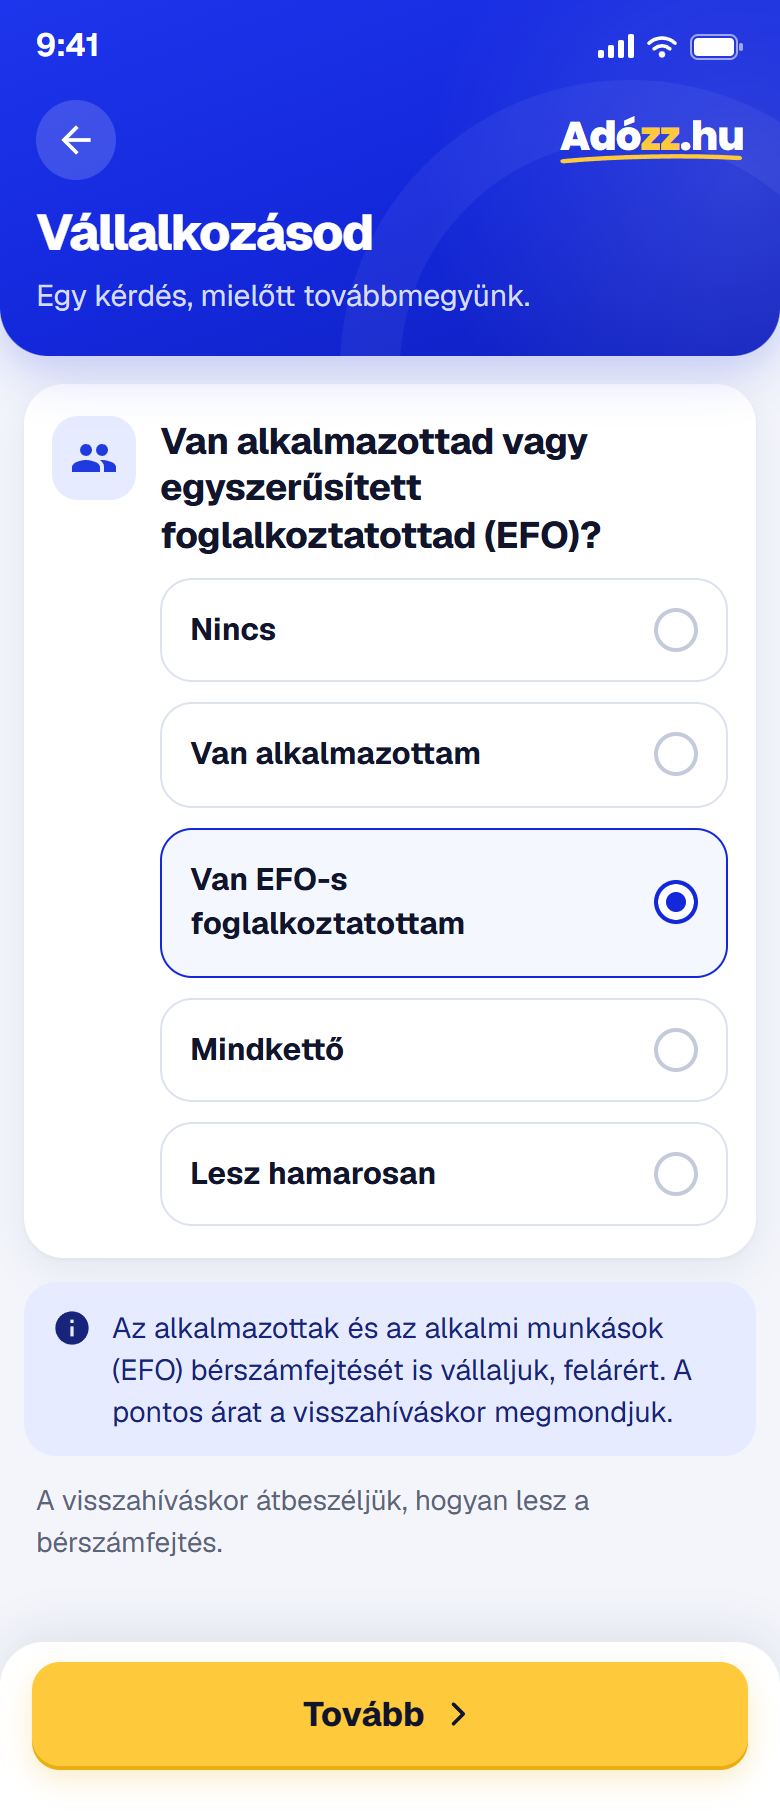 9:41
Adózz.hu
Vállalkozásod
Egy kérdés, mielőtt továbbmegyünk.
Van alkalmazottad vagy
egyszerűsített
foglalkoztatottad (EFO)?
Nincs
Van alkalmazottam
Van EFO-s
foglalkoztatottam
Mindkettő
Lesz hamarosan
Az alkalmazottak és az alkalmi munkások
(EFO) bérszámfejtését is vállaljuk, felárért. A
pontos árat a visszahíváskor megmondjuk.
A visszahíváskor átbeszéljük, hogyan lesz a
bérszámfejtés.
Tovább